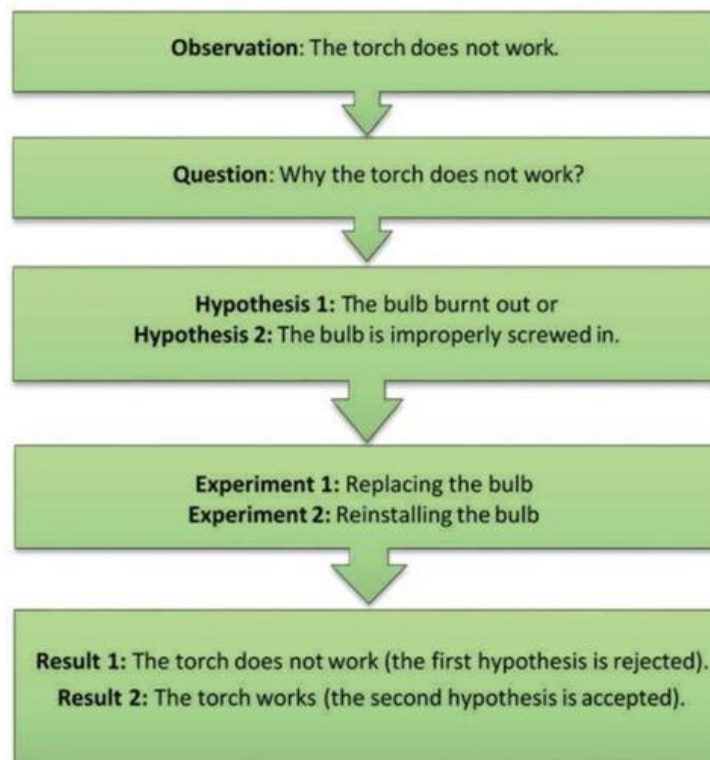 Observation: The torch does not work.
Question: Why the torch does not work?
Hypothesis 1: The bulb burnt out or
Hypothesis 2: The bulb is improperly screwed in.
Experiment 1: Replacing the bulb
Experiment 2: Reinstalling the bulb
Result 1: The torch does not work (the first hypothesis is rejected).
Result 2: The torch works (the second hypothesis is accepted).